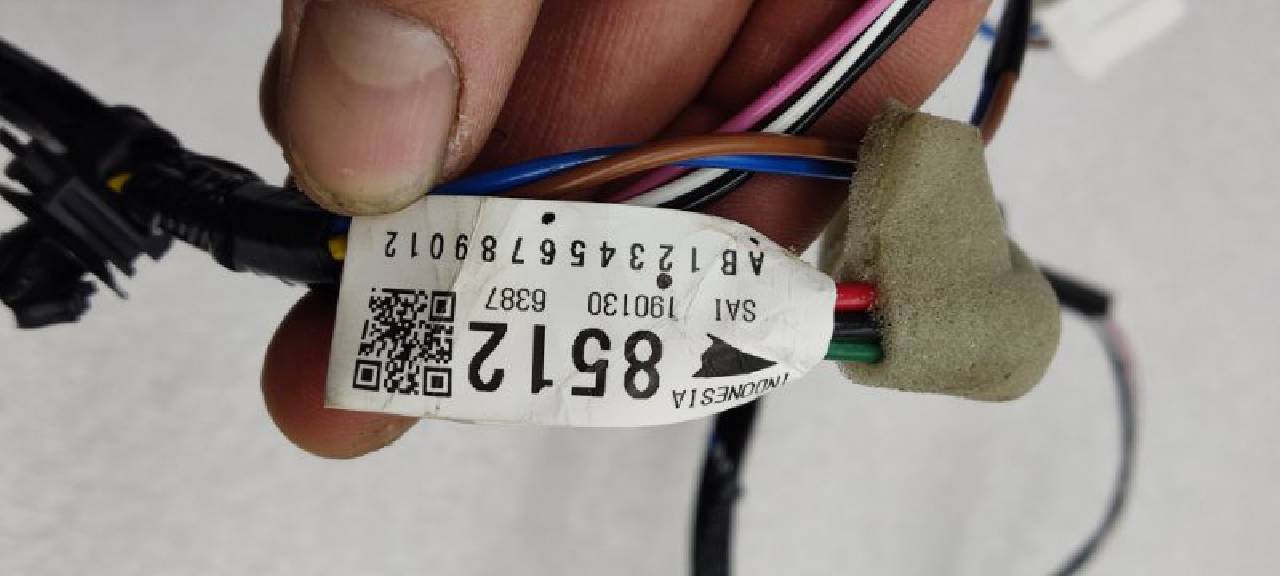 INDONESIA
8512
SAI 190130 6387
AB123456789012